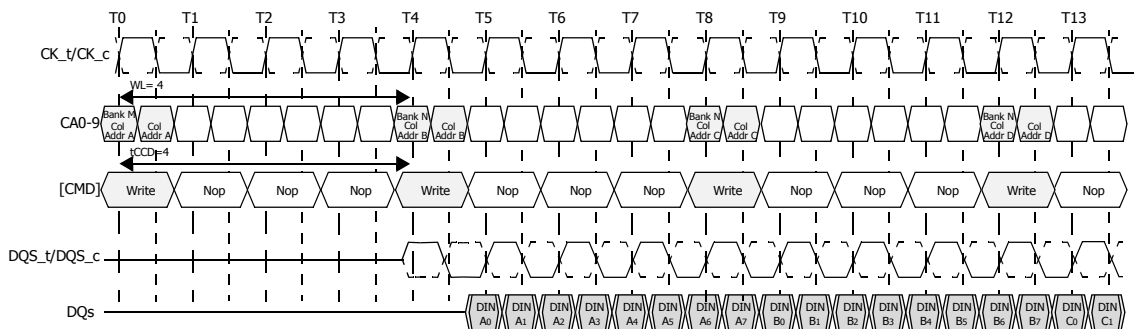 T0 T1 T2 T3 T4 T5 T6 T7 T8 T9 T10 T11 T12 T13
CK_t/CK_c
WL= 4
CA0-9
Bank M Col Addr A
Col Addr A
Bank N Col Addr B
Col Addr B
Bank N Col Addr C
Col Addr C
Bank N Col Addr D
Col Addr D
tCCD=4
[CMD] Write Nop Nop Nop Write Nop Nop Nop Write Nop Nop Nop Write Nop
DQS_t/DQS_c
DQs
DIN A0
DIN A1
DIN A2
DIN A3
DIN A4
DIN A5
DIN A6
DIN A7
DIN B0
DIN B1
DIN B2
DIN B3
DIN B4
DIN B5
DIN B6
DIN B7
DIN C0
DIN C1